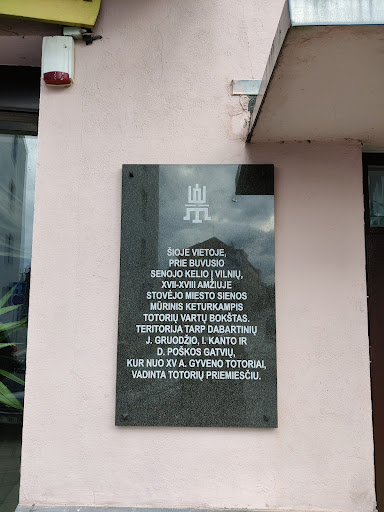 ŠIOJE VIETOJE,
PRIE BUVUSIO
SENOJO KELIO Į VILNIŲ,
XVII-XVIII AMŽIUJE
STOVĖJO MIESTO SIENOS
MŪRINIS KETURKAMPIS
TOTORIŲ VARTŲ BOKŠTAS.
TERITORIJA TARP DABARTINIŲ
J. GRUODŽIO, I. KANTO IR
D. POŠKOS GATVIŲ,
KUR NUO XV A. GYVENO TOTORIAI,
VADINTA TOTORIŲ PRIEMIESČIU.